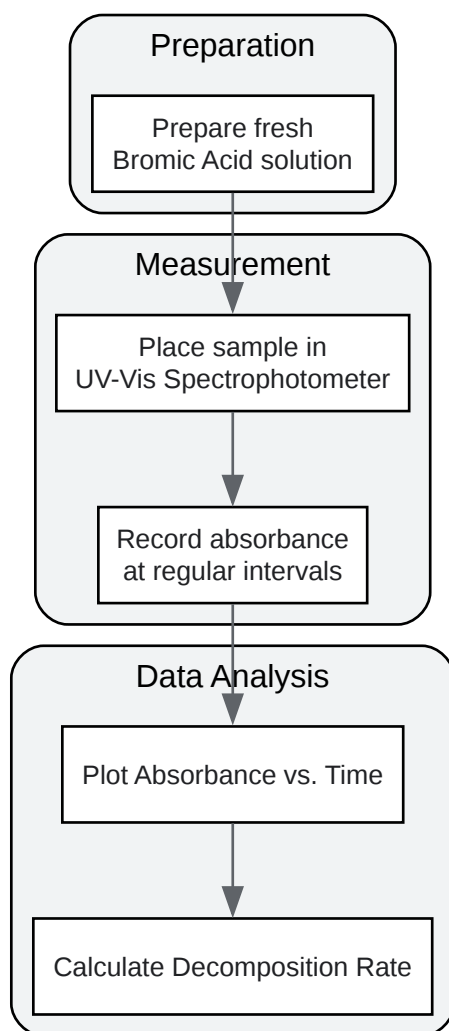 Preparation
Prepare fresh
Bromic Acid solution
Measurement
Place sample in
UV-Vis Spectrophotometer
Record absorbance
at regular intervals
Data Analysis
Plot Absorbance vs. Time
Calculate Decomposition Rate